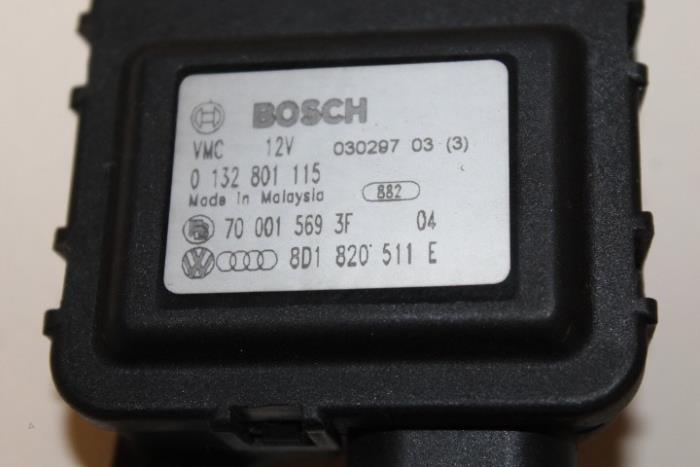 BOSCH
VMC 12V 030297 03 (3)
0 132 801 115
Made in Malaysia 882
70 001 569 3F 04
8D1 820 511 E